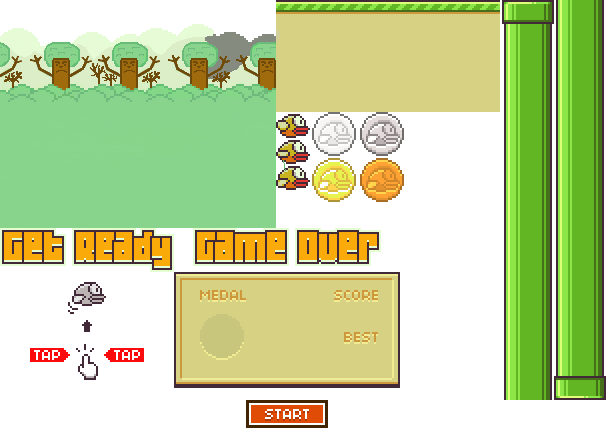 Get Ready
Game Over
MEDAL
SCORE
BEST
TAP
TAP
START